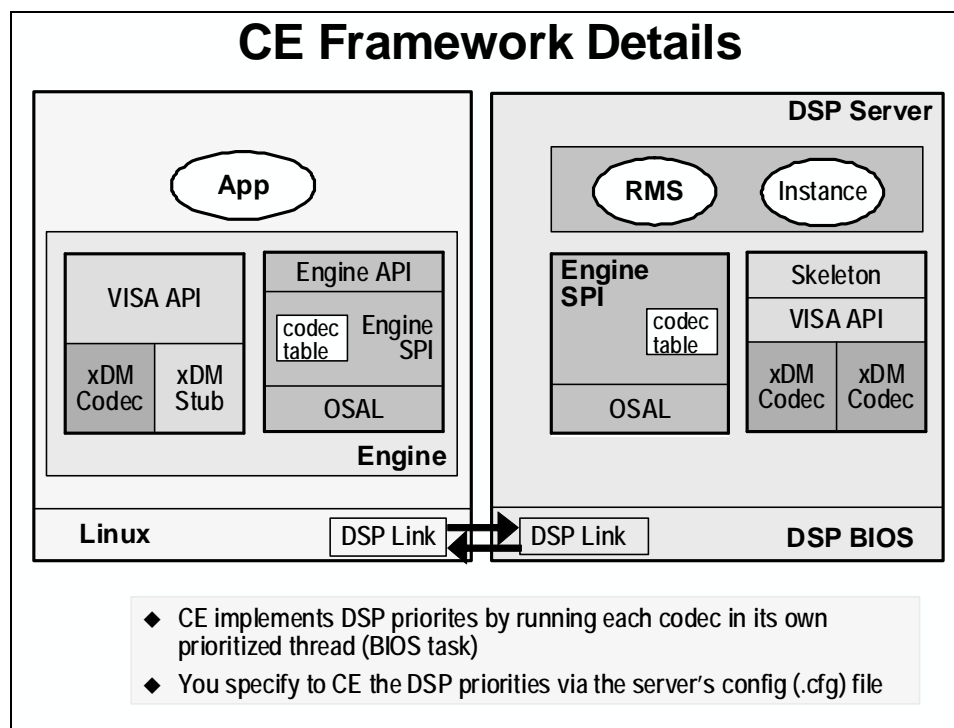 CE Framework Details
App
VISA API
xDM
Codec
xDM
Stub
Engine API
codec
table
Engine
SPI
OSAL
Engine
Linux
DSP Link
DSP Server
RMS
Instance
Engine
SPI
codec
table
OSAL
Skeleton
VISA API
xDM
Codec
xDM
Codec
DSP Link
DSP BIOS
◆ CE implements DSP priorites by running each codec in its own
prioritized thread (BIOS task)
◆ You specify to CE the DSP priorities via the server's config (.cfg) file